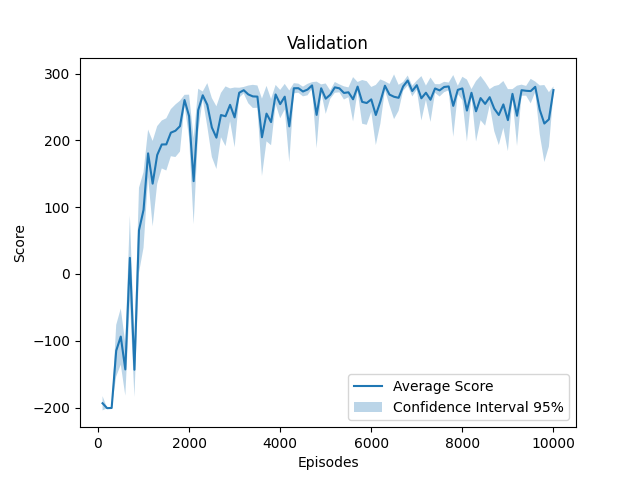 Validation
300
200
100
0
−100
−200
Score
0 2000 4000 6000 8000 10000
Episodes
Average Score
Confidence Interval 95%